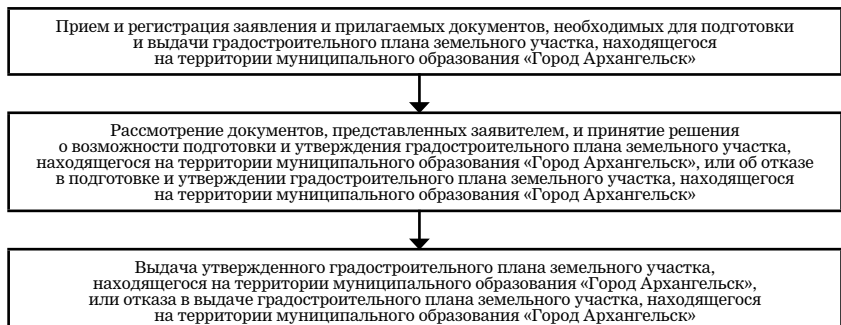 Прием и регистрация заявления и прилагаемых документов, необходимых для подготовки
и выдачи градостроительного плана земельного участка, находящегося
на территории муниципального образования «Город Архангельск»
Рассмотрение документов, представленных заявителем, и принятие решения
о возможности подготовки и утверждения градостроительного плана земельного участка,
находящегося на территории муниципального образования «Город Архангельск», или об отказе
в подготовке и утверждении градостроительного плана земельного участка, находящегося
на территории муниципального образования «Город Архангельск»
Выдача утвержденного градостроительного плана земельного участка,
находящегося на территории муниципального образования «Город Архангельск»,
или отказа в выдаче градостроительного плана земельного участка, находящегося
на территории муниципального образования «Город Архангельск»